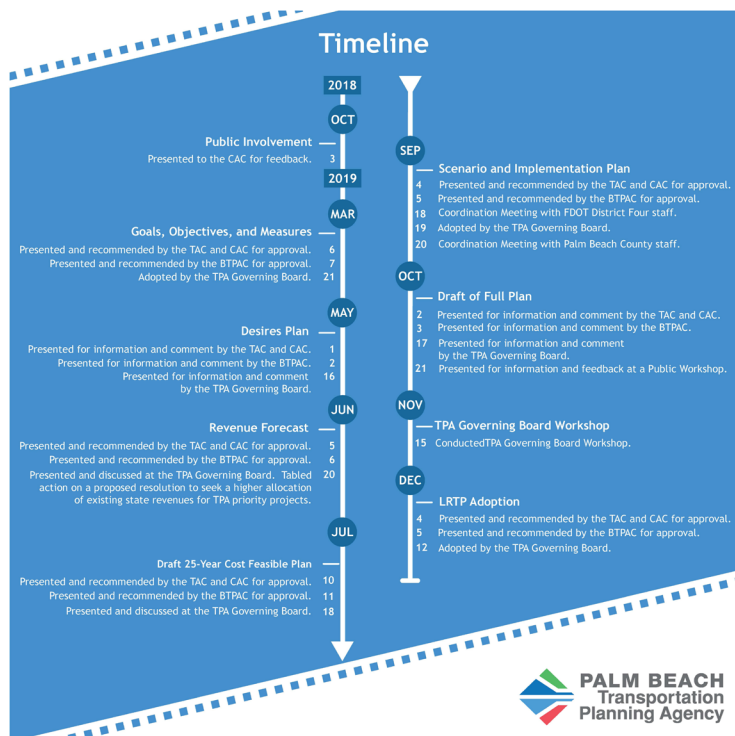 Timeline
2018
OCT
Public Involvement
Presented to the CAC for feedback. 3
2019
MAR
Goals, Objectives, and Measures
Presented and recommended by the TAC and CAC for approval. 6
Presented and recommended by the BTPAC for approval. 7
Adopted by the TPA Governing Board. 21
MAY
Desires Plan
Presented for information and comment by the TAC and CAC. 1
Presented for information and comment by the BTPAC. 2
Presented for information and comment 16
by the TPA Governing Board.
JUN
Revenue Forecast
Presented and recommended by the TAC and CAC for approval. 5
Presented and recommended by the BTPAC for approval. 6
Presented and discussed at the TPA Governing Board. Tabled 20
action on a proposed resolution to seek a higher allocation
of existing state revenues for TPA priority projects.
JUL
Draft 25-Year Cost Feasible Plan
Presented and recommended by the TAC and CAC for approval. 10
Presented and recommended by the BTPAC for approval. 11
Presented and discussed at the TPA Governing Board. 18
SEP
Scenario and Implementation Plan
4 Presented and recommended by the TAC and CAC for approval.
5 Presented and recommended by the BTPAC for approval.
18 Coordination Meeting with FDOT District Four staff.
19 Adopted by the TPA Governing Board.
20 Coordination Meeting with Palm Beach County staff.
OCT
Draft of Full Plan
2 Presented for information and comment by the TAC and CAC.
3 Presented for information and comment by the BTPAC.
17 Presented for information and comment
by the TPA Governing Board.
21 Presented for information and feedback at a Public Workshop.
NOV
TPA Governing Board Workshop
15 ConductedTPA Governing Board Workshop.
DEC
LRTP Adoption
4 Presented and recommended by the TAC and CAC for approval.
5 Presented and recommended by the BTPAC for approval.
12 Adopted by the TPA Governing Board.
PALM BEACH
Transportation
Planning Agency